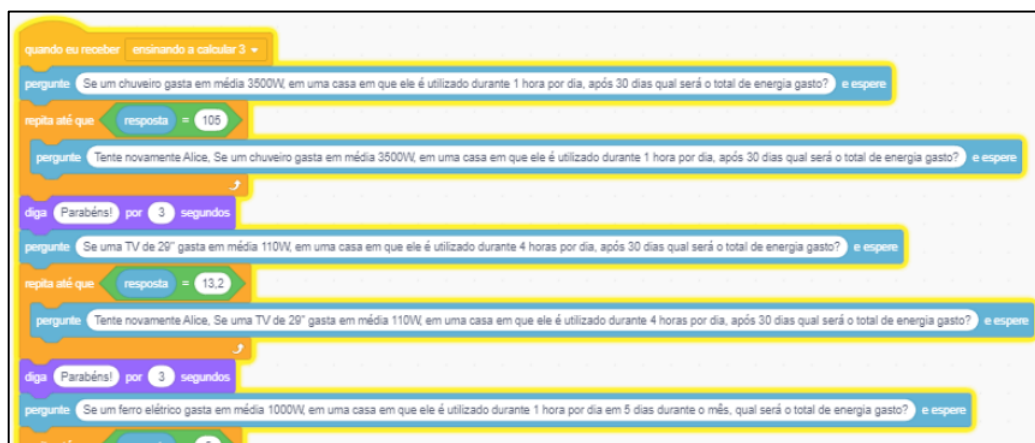 quando eu receber ensinando a calcular 3
pergunte Se um chuveiro gasta em média 3500W, em uma casa em que ele é utilizado durante 1 hora por dia, após 30 dias qual será o total de energia gasto? e espere
repita até que resposta = 105
pergunte Tente novamente Alice, Se um chuveiro gasta em média 3500W, em uma casa em que ele é utilizado durante 1 hora por dia, após 30 dias qual será o total de energia gasto? e espere
diga Parabéns! por 3 segundos
pergunte Se uma TV de 29" gasta em média 110W, em uma casa em que ele é utilizado durante 4 horas por dia, após 30 dias qual será o total de energia gasto? e espere
repita até que resposta = 13,2
pergunte Tente novamente Alice, Se uma TV de 29" gasta em média 110W, em uma casa em que ele é utilizado durante 4 horas por dia, após 30 dias qual será o total de energia gasto? e espere
diga Parabéns! por 3 segundos
pergunte Se um ferro elétrico gasta em média 1000W, em uma casa em que ele é utilizado durante 1 hora por dia em 5 dias durante o mês, qual será o total de energia gasto? e espere